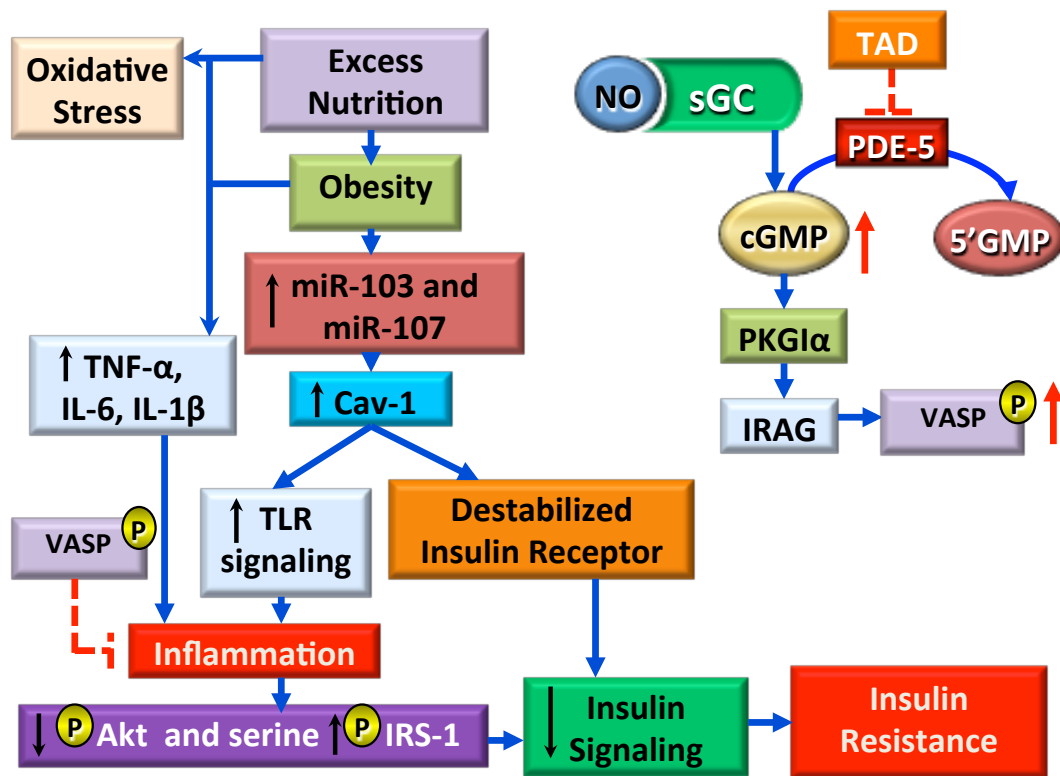 Oxidative
Stress
Excess
Nutrition
Obesity
↑ miR-103 and
miR-107
↑ TNF-α,
IL-6, IL-1β
↑ Cav-1
↑ TLR
signaling
Destabilized
Insulin Receptor
VASP P
Inflammation
↓ P Akt and serine ↑ P IRS-1
↓ Insulin
Signaling
Insulin
Resistance
TAD
NO sGC
PDE-5
cGMP ↑
5’GMP
PKGIα
IRAG
VASP P ↑